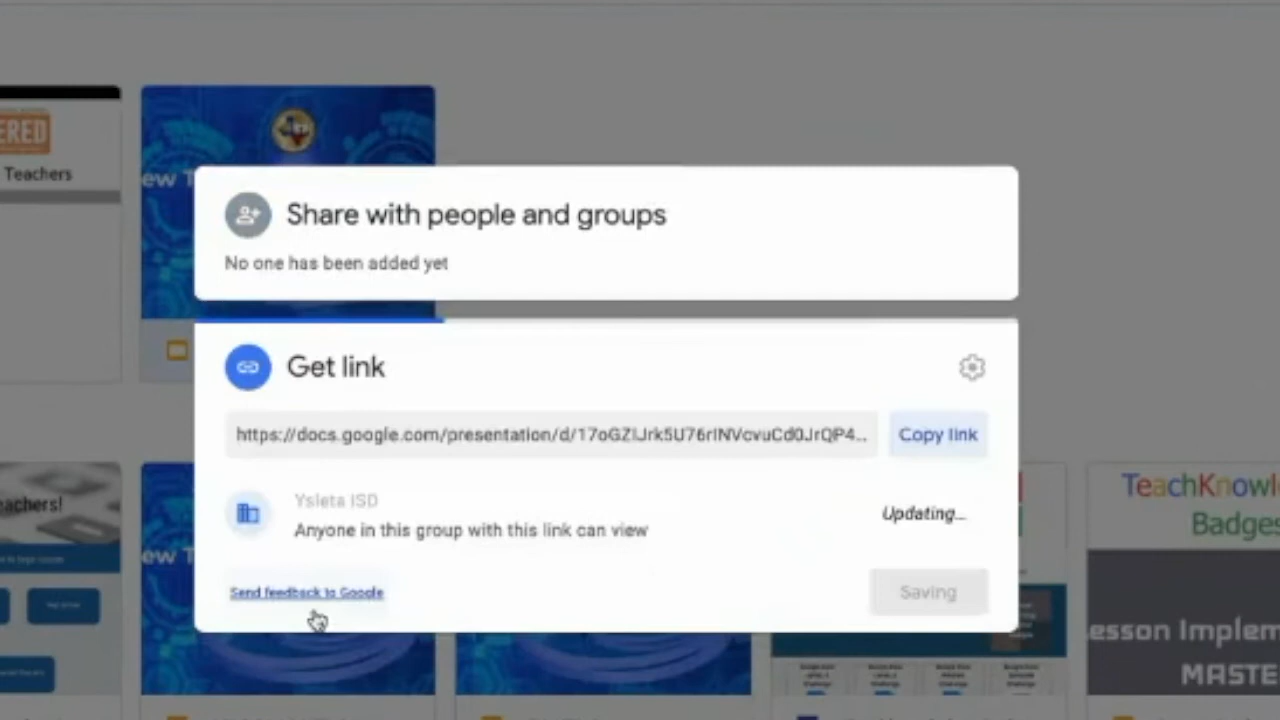 ERED
Teachers
ew T
Share with people and groups
No one has been added yet
Get link
https://docs.google.com/presentation/d/17oGZIJrk5U76rINVcvuCd0JrQP4...
Copy link
Ysleta ISD
Anyone in this group with this link can view
Updating...
Send feedback to Google
Saving
eachers!
ew T
TeachKnowl
Badges
esson Implem
MASTE